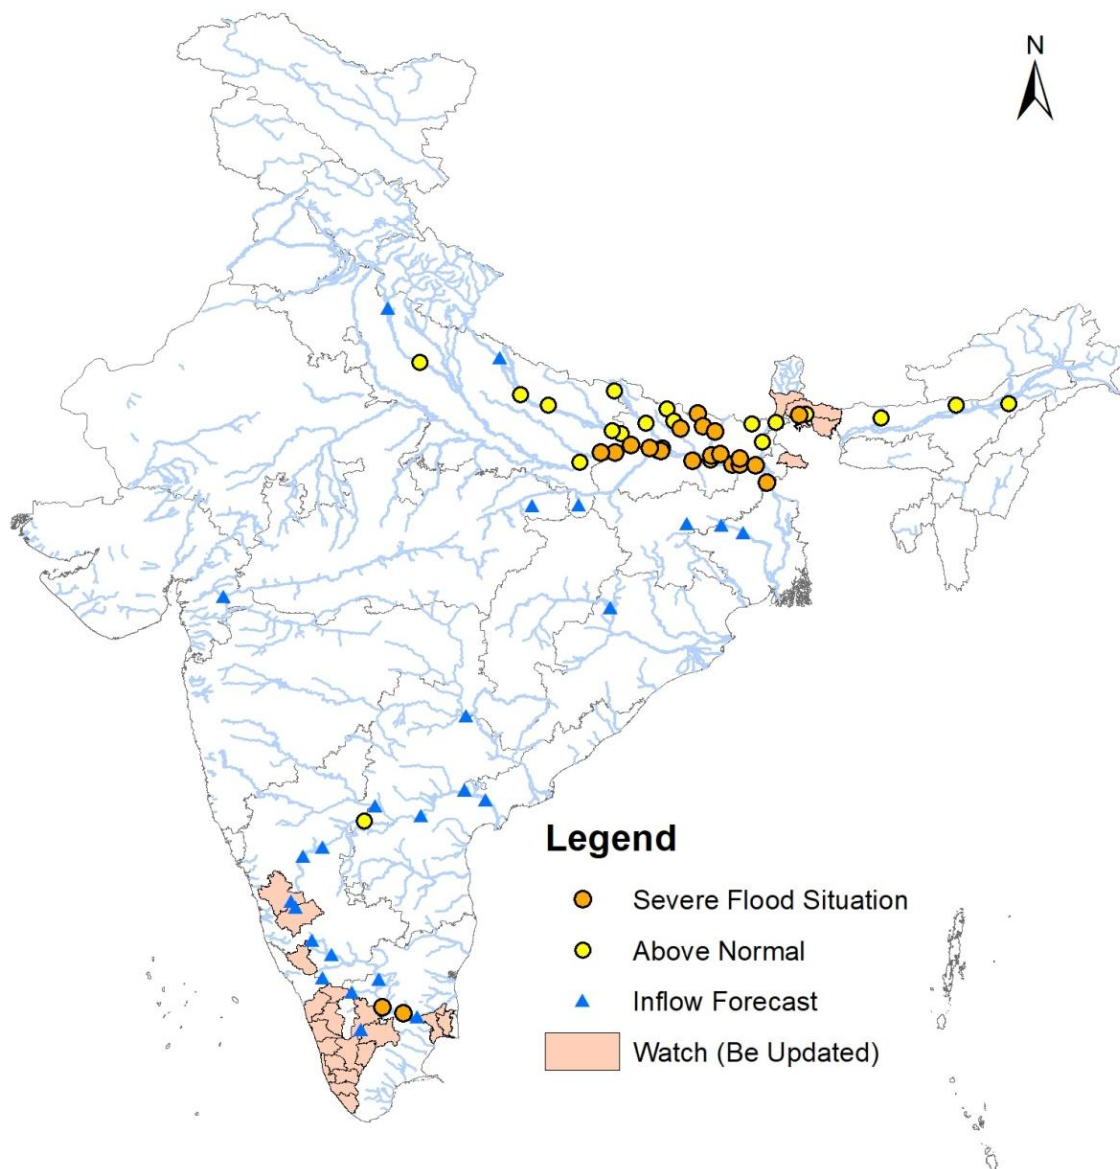 N
Legend
Severe Flood Situation
Above Normal
Inflow Forecast
Watch (Be Updated)